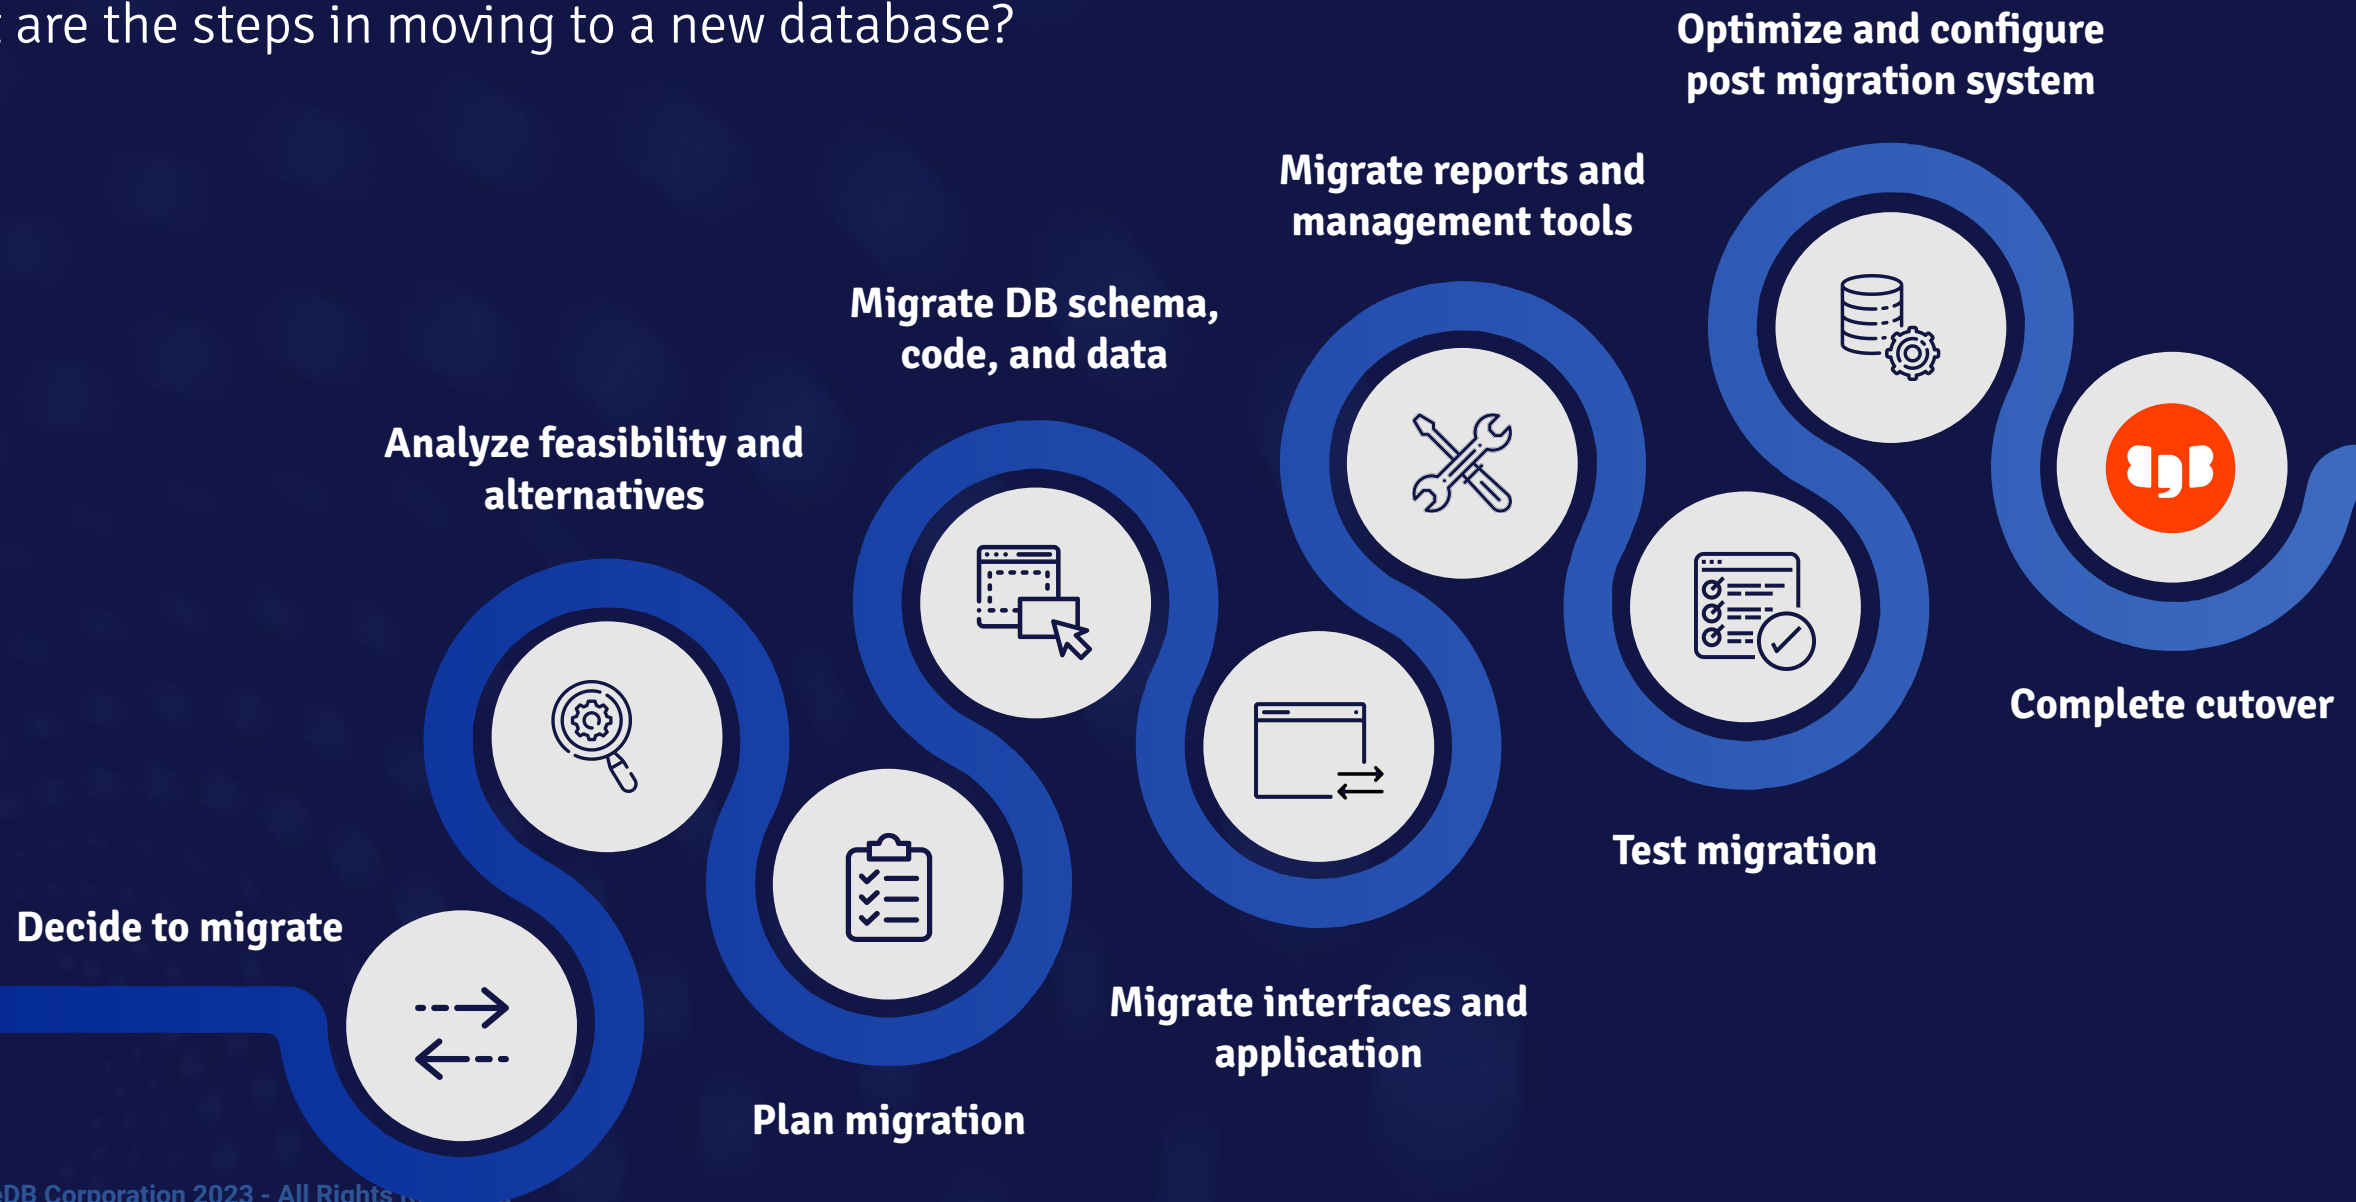 are the steps in moving to a new database?
Optimize and configure
post migration system
Migrate reports and
management tools
Migrate DB schema,
code, and data
Analyze feasibility and
alternatives
Decide to migrate
Complete cutover
Test migration
Migrate interfaces and
application
Plan migration
DB Corporation 2023 - All Rights